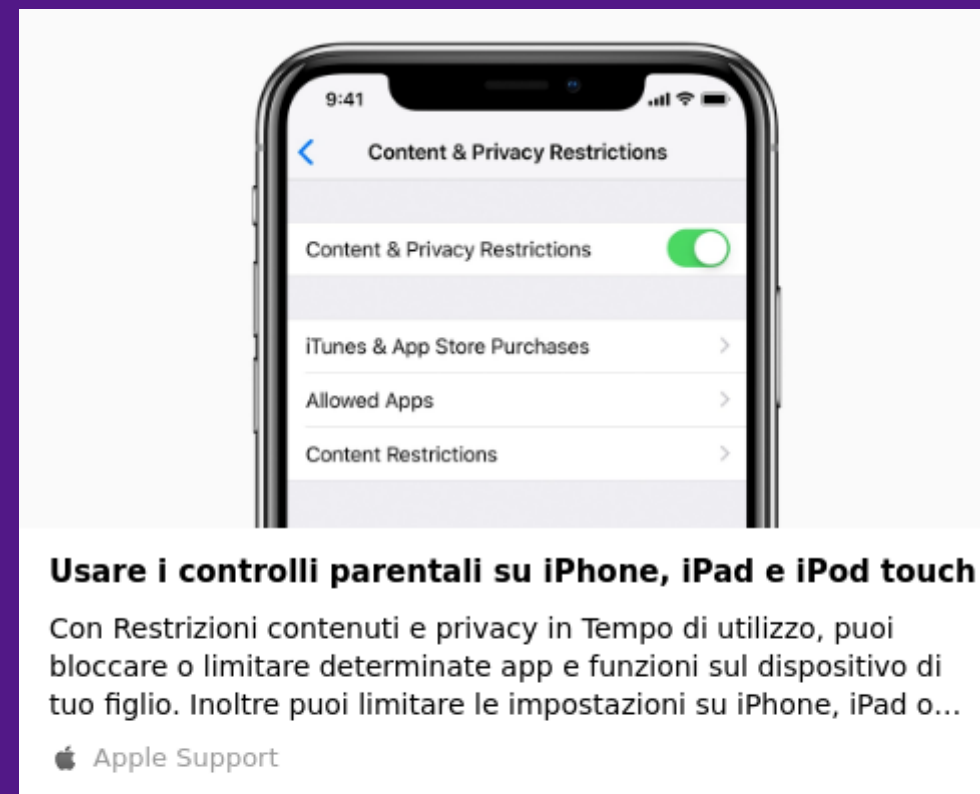 9:41
Content & Privacy Restrictions
Content & Privacy Restrictions
iTunes & App Store Purchases
Allowed Apps
Content Restrictions
Usare i controlli parentali su iPhone, iPad e iPod touch
Con Restrizioni contenuti e privacy in Tempo di utilizzo, puoi
bloccare o limitare determinate app e funzioni sul dispositivo di
tuo figlio. Inoltre puoi limitare le impostazioni su iPhone, iPad o...
Apple Support